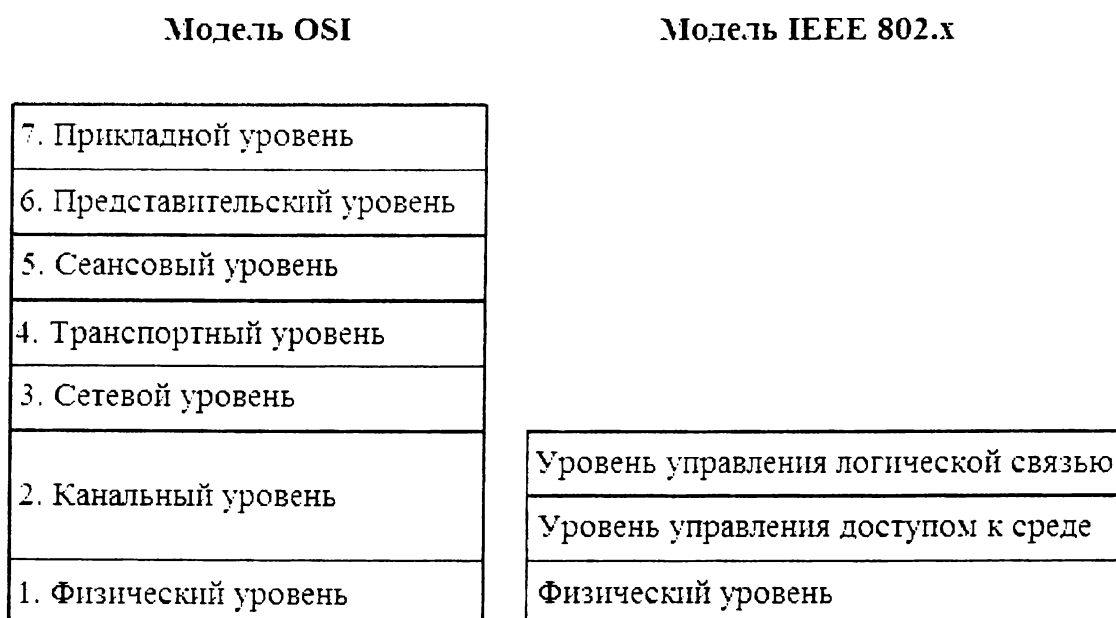 Модель OSI
Модель IEEE 802.x
7. Прикладной уровень
6. Представительский уровень
5. Сеансовый уровень
4. Транспортный уровень
3. Сетевой уровень
2. Канальный уровень
1. Физический уровень
Уровень управления логической связью
Уровень управления доступом к среде
Физический уровень